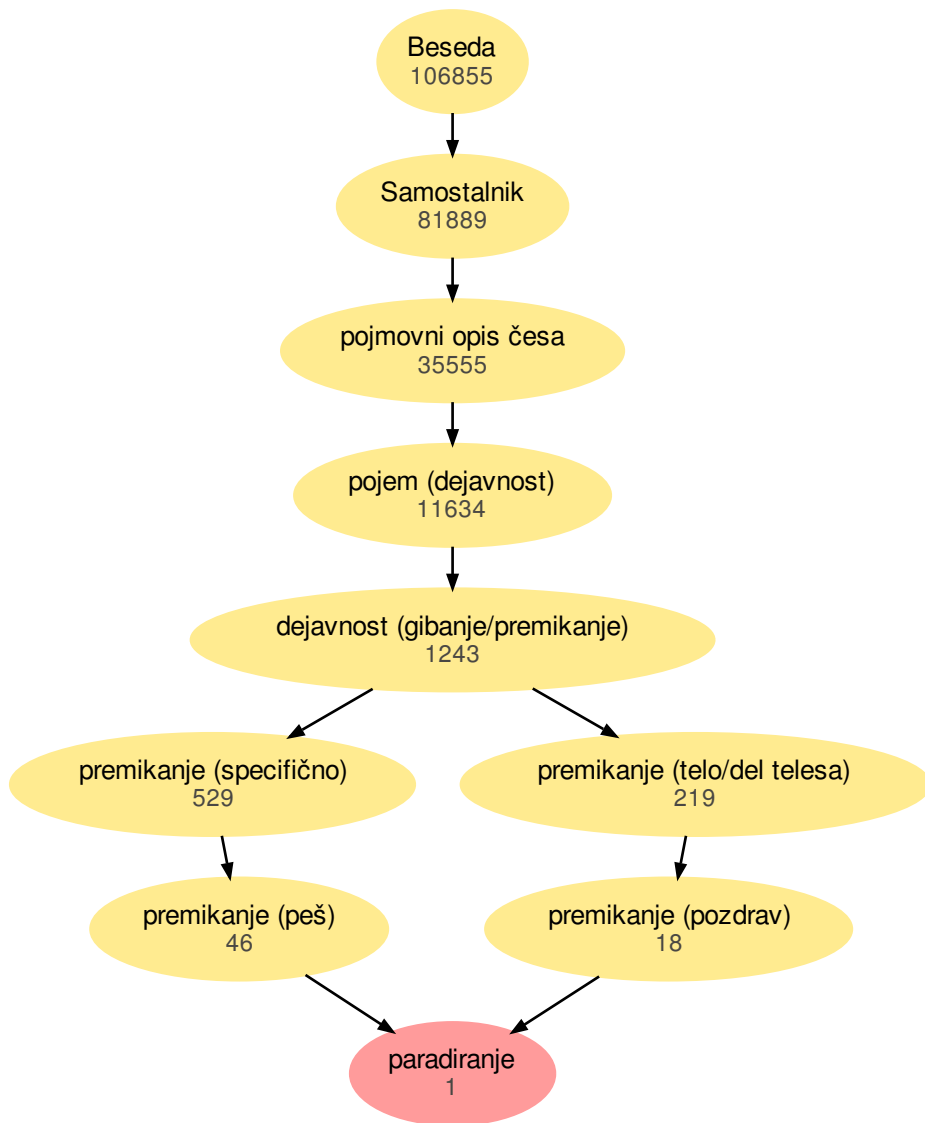 Beseda
106855
Samostalnik
81889
pojmovni opis česa
35555
pojem (dejavnost)
11634
dejavnost (gibanje/premikanje)
1243
premikanje (specifično)
529
premikanje (telo/del telesa)
219
premikanje (peš)
46
premikanje (pozdrav)
18
paradiranje
1